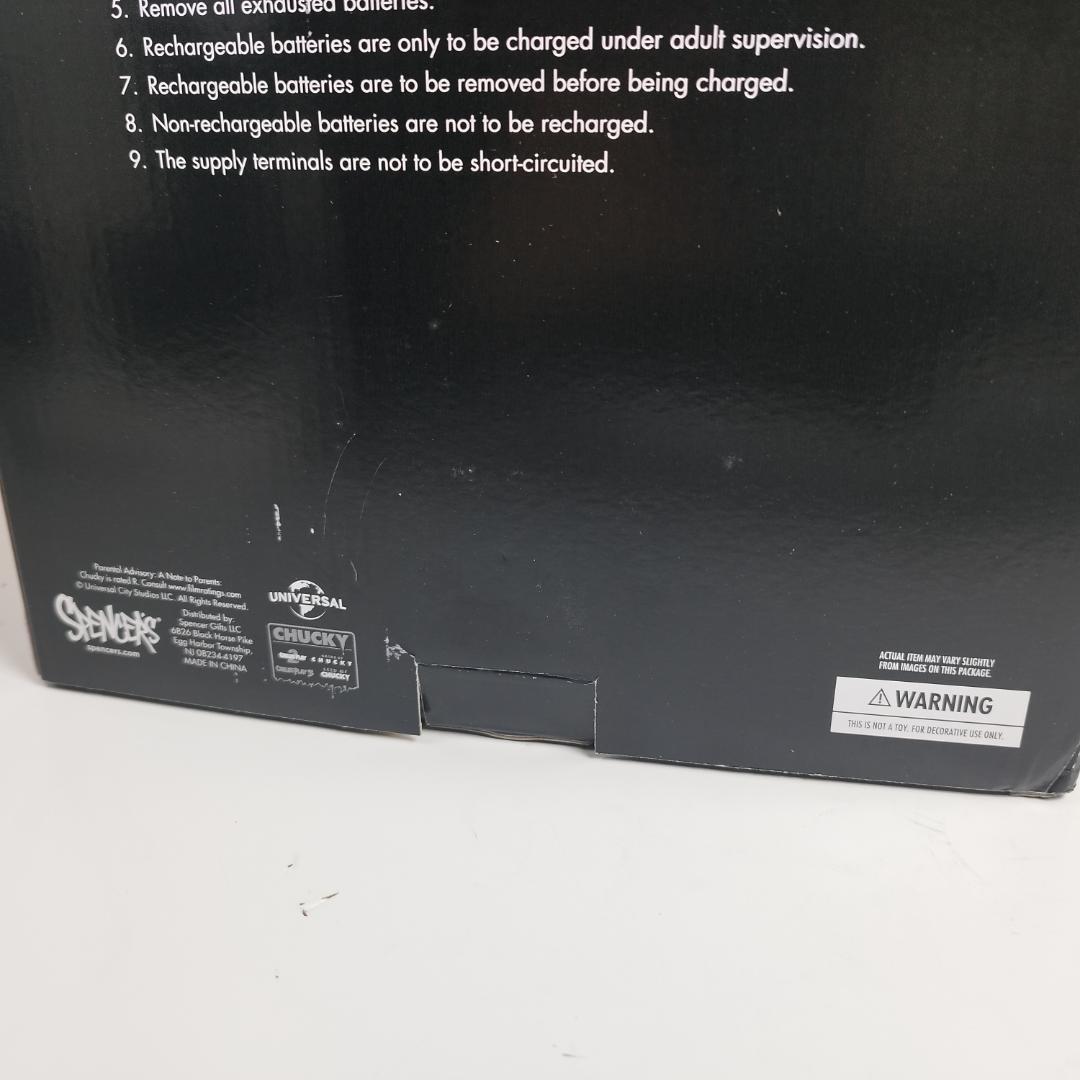 5. Remove all exhausted batteries.
6. Rechargeable batteries are only to be charged under adult supervision.
7. Rechargeable batteries are to be removed before being charged.
8. Non-rechargeable batteries are not to be recharged.
9. The supply terminals are not to be short-circuited.
Parental Advisory: A Note to Parents:
Chucky is rated R. Consult www.filmratings.com
© Universal City Studios LLC. All Rights Reserved.
SPENCER'S
spencers.com
Distributed by:
Spencer Gifts LLC
6826 Black Horse Pike
Egg Harbor Township,
NJ 08234-4197
MADE IN CHINA
UNIVERSAL
CHUCKY
2
CHUCKY
CHUCKY
ACTUAL ITEM MAY VARY SLIGHTLY
FROM IMAGES ON THIS PACKAGE.
⚠ WARNING
THIS IS NOT A TOY. FOR DECORATIVE USE ONLY.